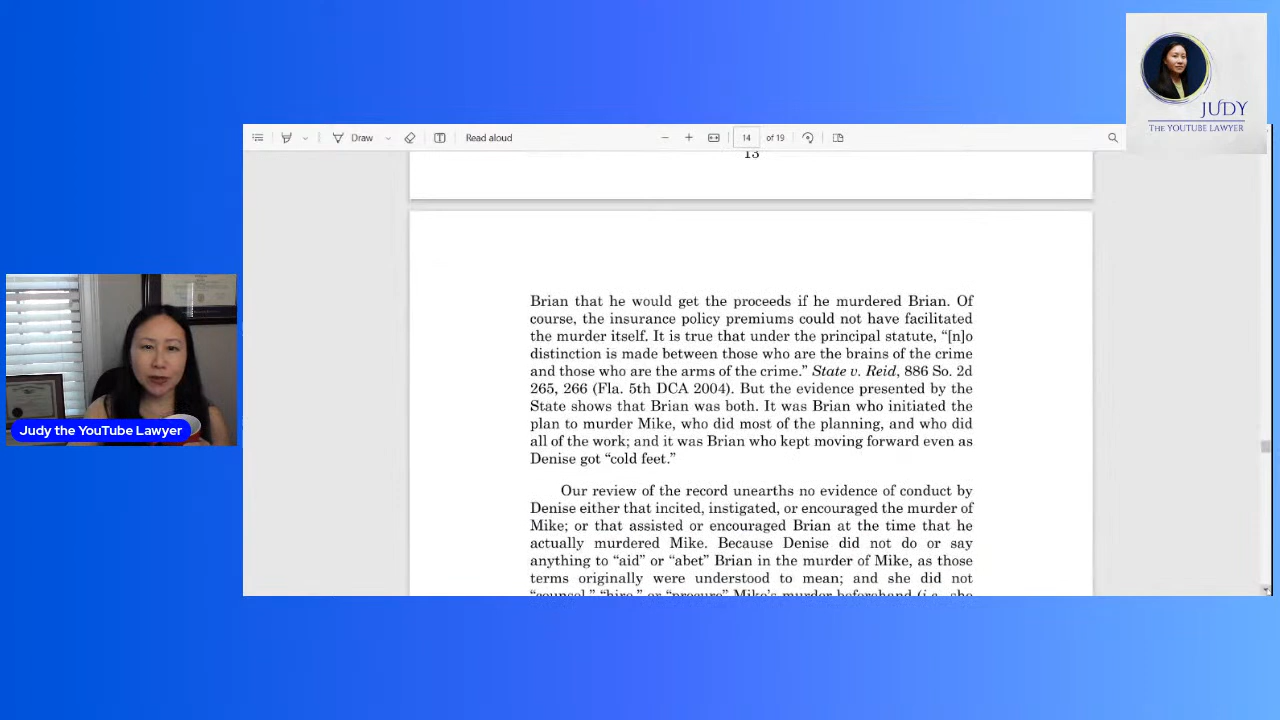 JUDY
THE YOUTUBE LAWYER
Draw
Read aloud
14
of 19
13
Brian that he would get the proceeds if he murdered Brian. Of
course, the insurance policy premiums could not have facilitated
the murder itself. It is true that under the principal statute, “[n]o
distinction is made between those who are the brains of the crime
and those who are the arms of the crime.” State v. Reid, 886 So. 2d
265, 266 (Fla. 5th DCA 2004). But the evidence presented by the
State shows that Brian was both. It was Brian who initiated the
plan to murder Mike, who did most of the planning, and who did
all of the work; and it was Brian who kept moving forward even as
Denise got “cold feet.”
Our review of the record unearths no evidence of conduct by
Denise either that incited, instigated, or encouraged the murder of
Mike; or that assisted or encouraged Brian at the time that he
actually murdered Mike. Because Denise did not do or say
anything to “aid” or “abet” Brian in the murder of Mike, as those
terms originally were understood to mean; and she did not
“counsel,” “hire,” or “procure” Mike’s murder beforehand (i.e., she
Judy the YouTube Lawyer